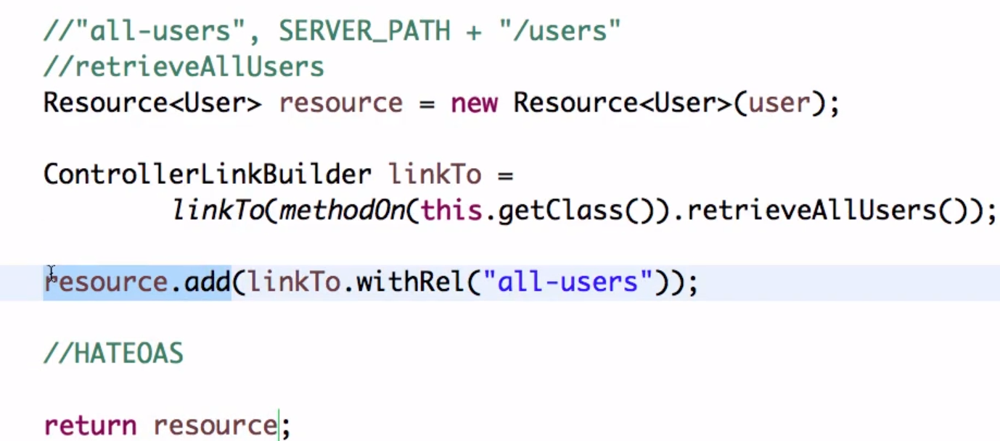 //"all-users", SERVER_PATH + "/users"
//retrieveAllUsers
Resource<User> resource = new Resource<User>(user);
ControllerLinkBuilder linkTo =
linkTo(methodOn(this.getClass()).retrieveAllUsers());
resource.add(linkTo.withRel("all-users"));
//HATEOAS
return resource;